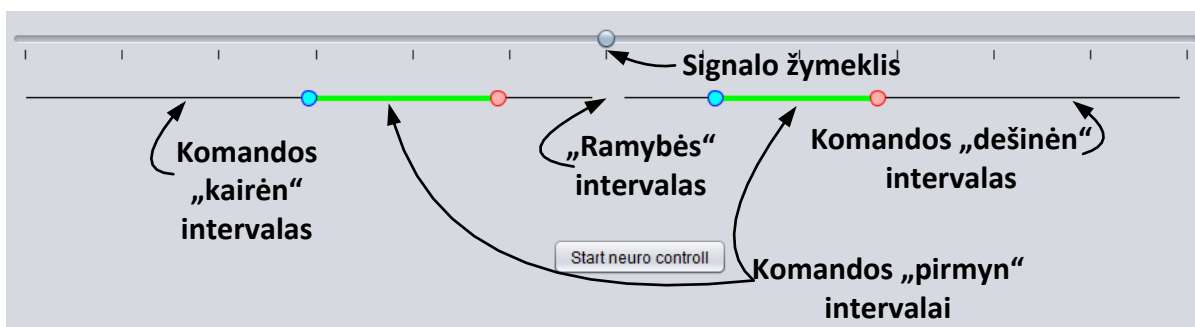 Signalo žymeklis
Komandos
„kairėn“
intervalas
„Ramybės“
intervalas
Komandos „dešinėn“
intervalas
Start neuro controll
Komandos „pirmyn“
intervalai